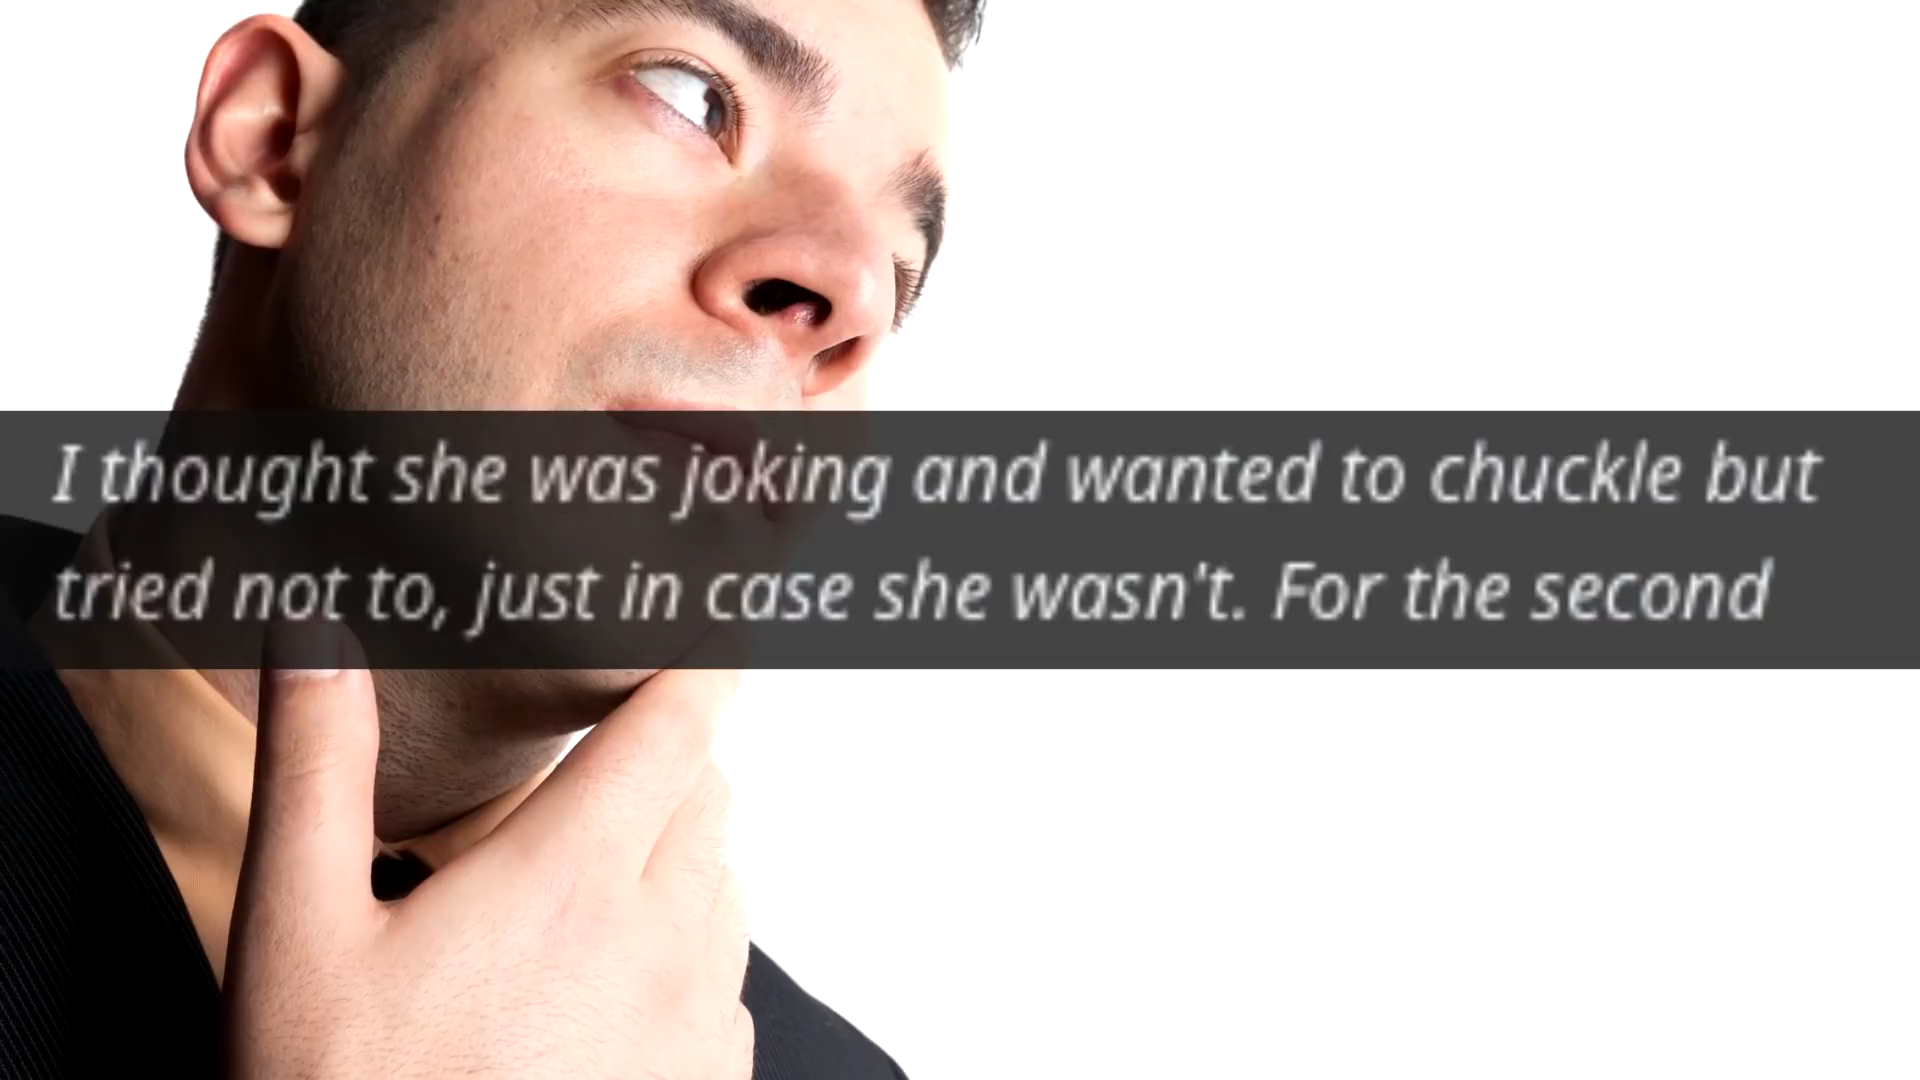 I thought she was joking and wanted to chuckle but
tried not to, just in case she wasn't. For the second